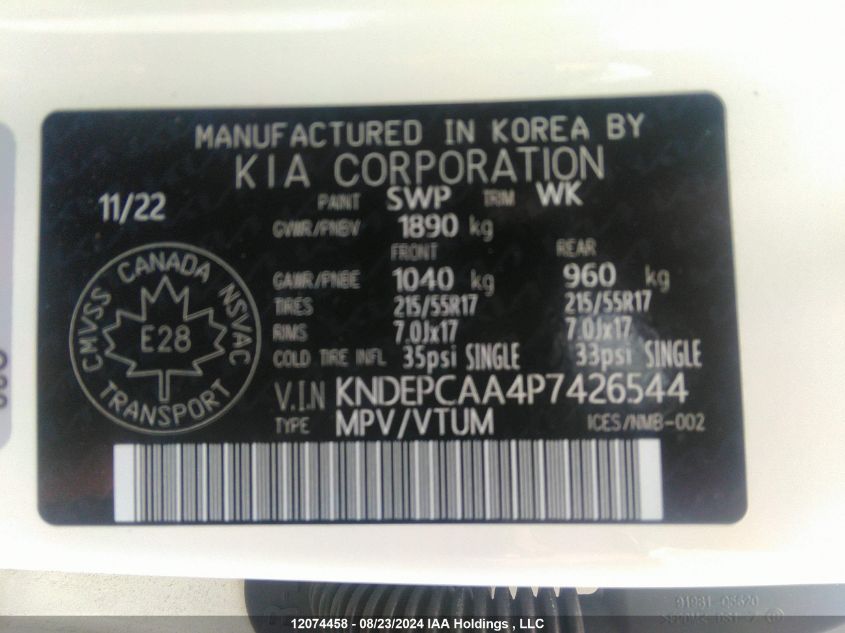 MANUFACTURED IN KOREA BY
KIA CORPORATION
11/22 PAINT SWP TRIM WK
GVWR/PNBV 1890 kg
FRONT REAR
GAWR/PNBE 1040 kg 960 kg
TIRES 215/55R17 215/55R17
RIMS 7.0Jx17 7.0Jx17
COLD TIRE INFL 35psi SINGLE 33psi SINGLE
V.I.N KNDEPCAA4P7426544
TYPE MPV/VTUM ICES/NMB-002
CMVSS CANADA NSVAC
E28
TRANSPORT
12074458 - 08/23/2024 IAA Holdings , LLC